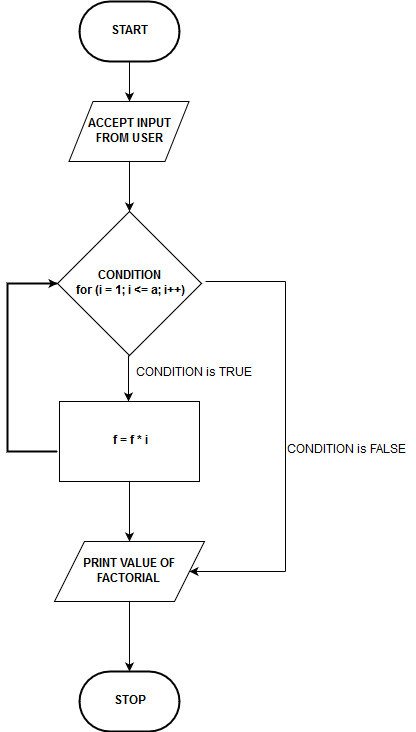 START
ACCEPT INPUT
FROM USER
CONDITION
for (i = 1; i <= a; i++)
CONDITION is TRUE
f = f * i
CONDITION is FALSE
PRINT VALUE OF
FACTORIAL
STOP